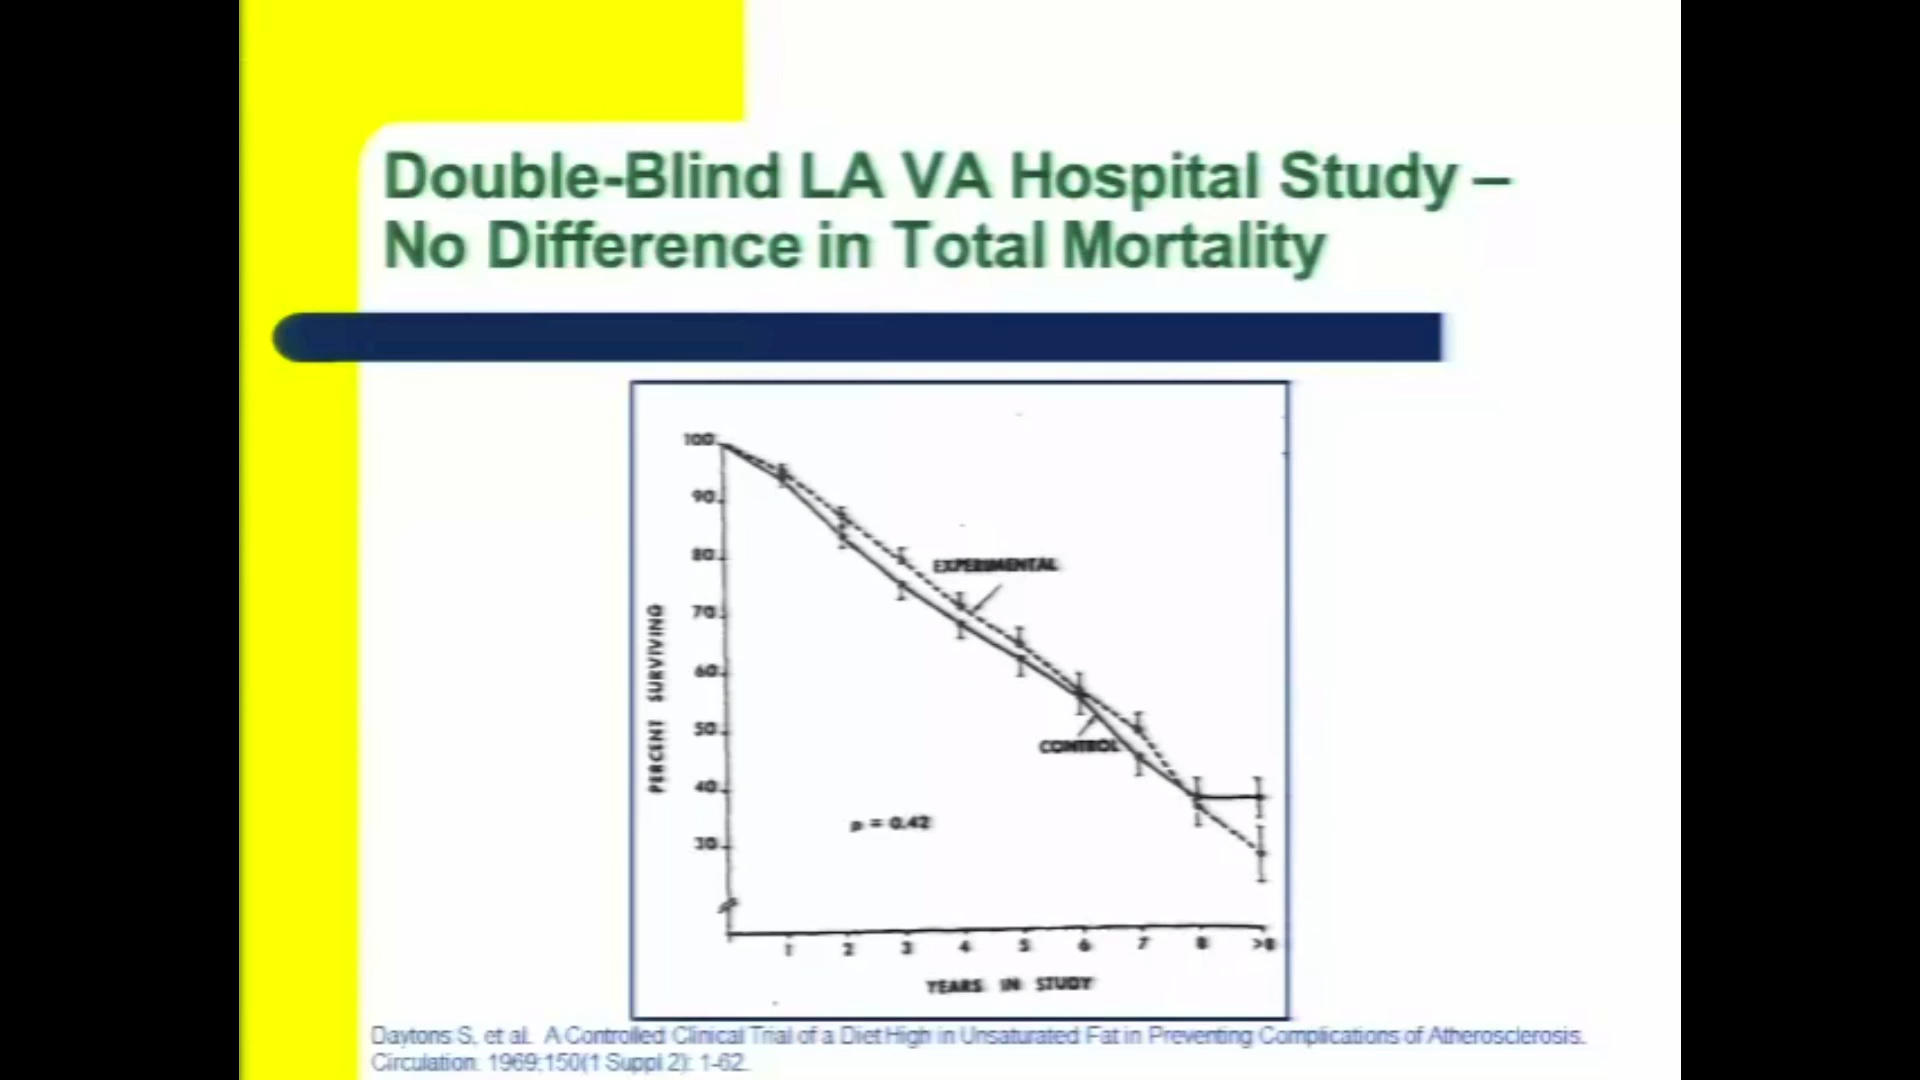 Double-Blind LA VA Hospital Study –
No Difference in Total Mortality
100
90
80
70
60
50
40
30
PERCENT SURVIVING
EXPERIMENTAL
CONTROL
p = 0.42
1 2 3 4 5 6 7 8 >8
YEARS IN STUDY
Daytons S, et al. A Controlled Clinical Trial of a Diet High in Unsaturated Fat in Preventing Complications of Atherosclerosis.
Circulation. 1969;150(1 Suppl 2): 1-62.